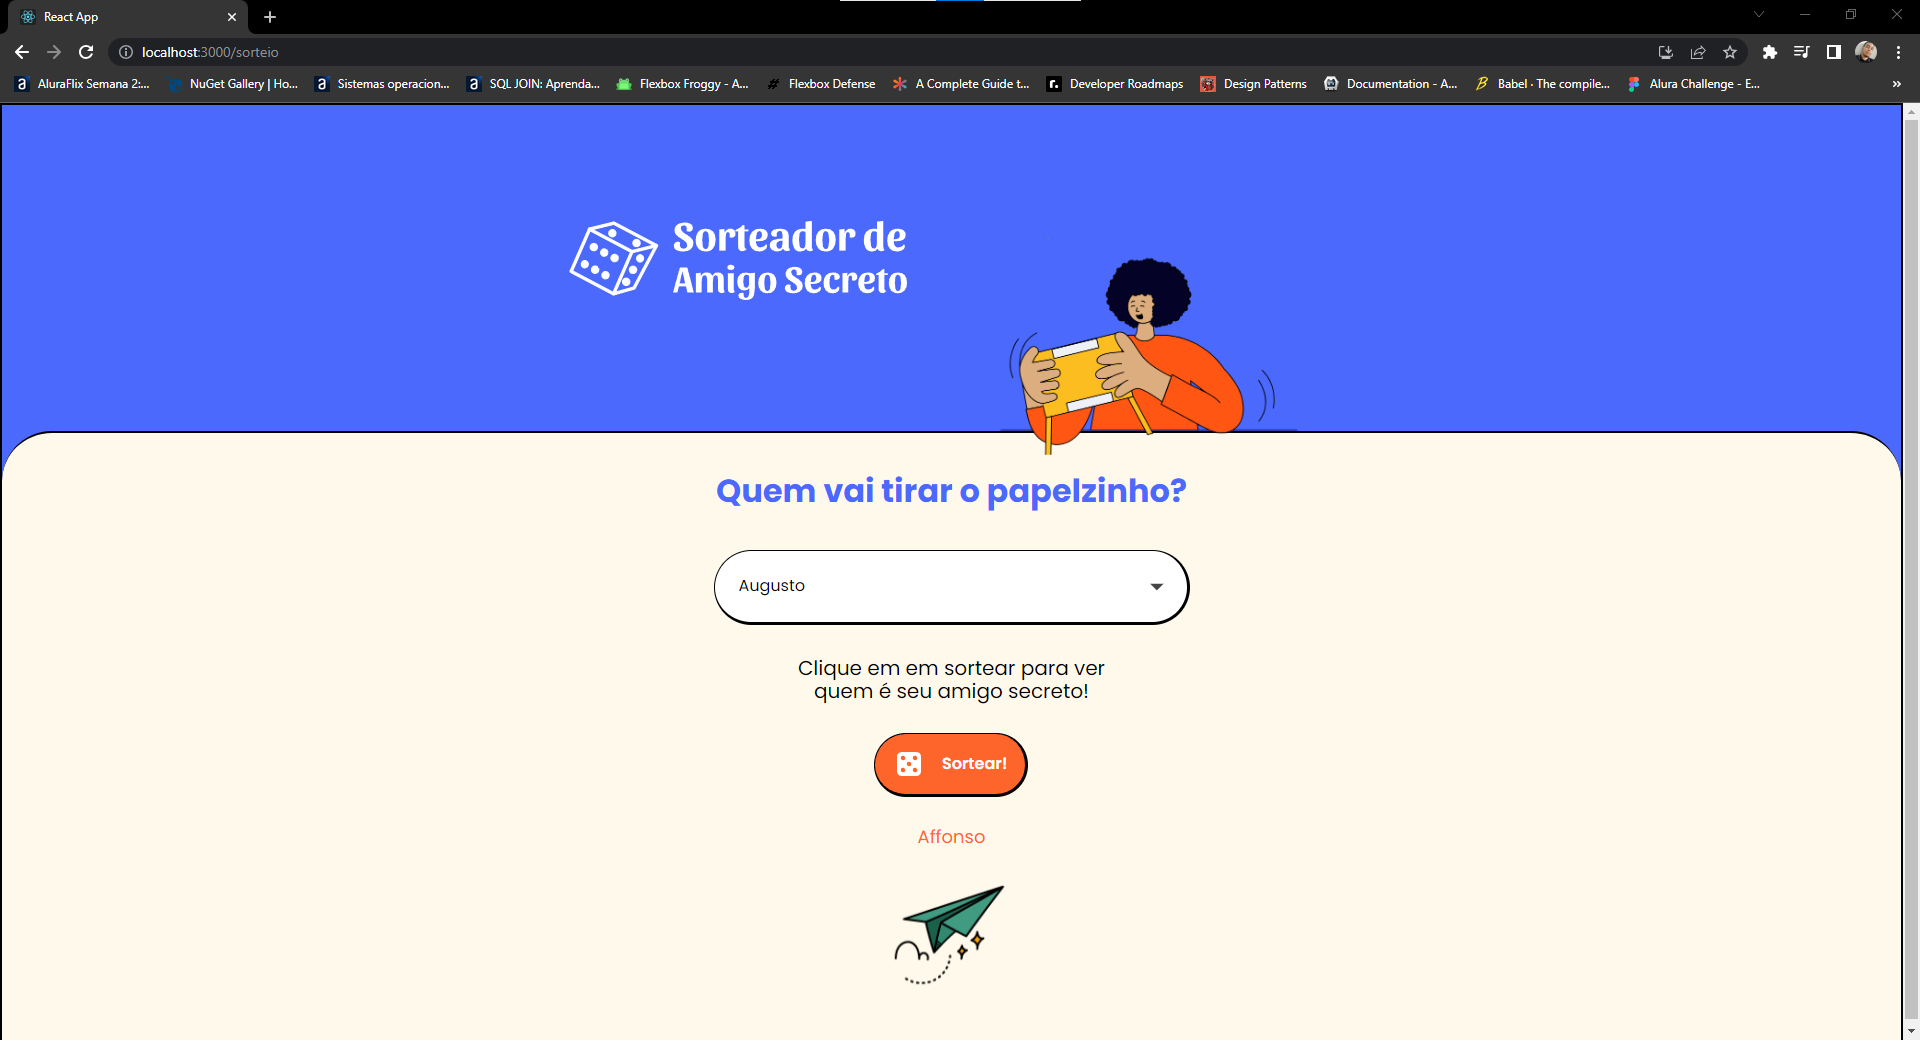 React App
localhost:3000/sorteio
AluraFlix Semana 2:... NuGet Gallery | Ho... Sistemas operacion... SQL JOIN: Aprenda... Flexbox Froggy - A... Flexbox Defense A Complete Guide t... Developer Roadmaps Design Patterns Documentation - A... Babel · The compile... Alura Challenge - E...
Sorteador de
Amigo Secreto
Quem vai tirar o papelzinho?
Augusto
Clique em em sortear para ver
quem é seu amigo secreto!
Sortear!
Affonso